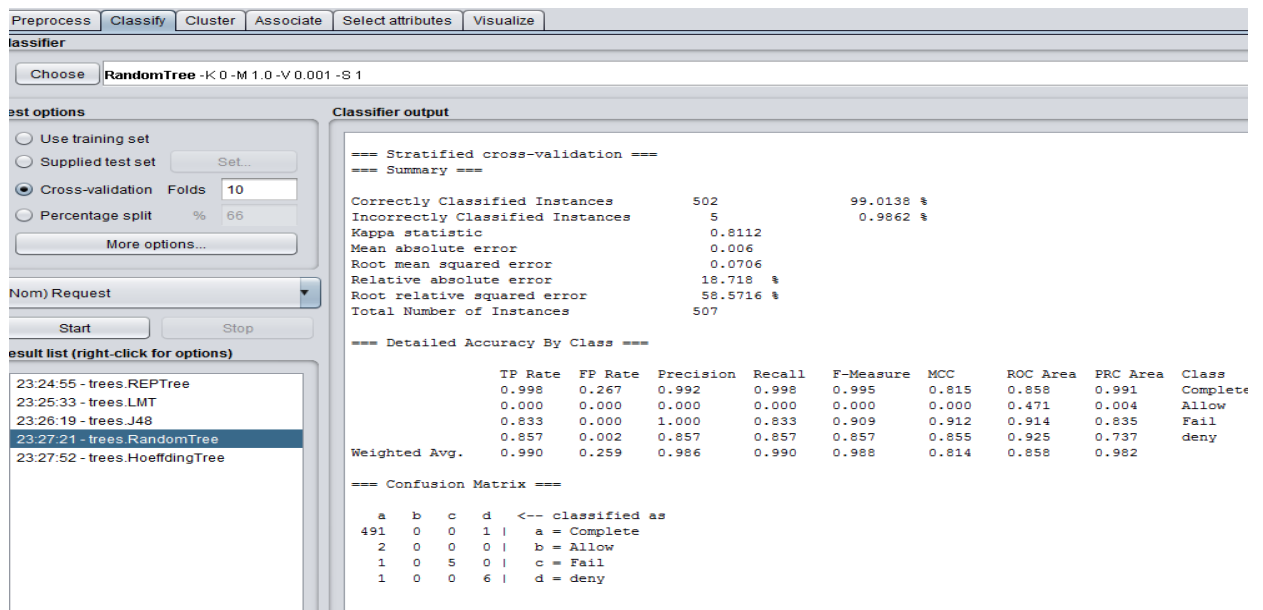 Preprocess Classify Cluster Associate Select attributes Visualize
lassifier
Choose RandomTree -K 0 -M 1.0 -V 0.001 -S 1
est options
Use training set
Supplied test set Set...
Cross-validation Folds 10
Percentage split % 66
More options...
Nom) Request
Start Stop
esult list (right-click for options)
23:24:55 - trees.REPTree
23:25:33 - trees.LMT
23:26:19 - trees.J48
23:27:21 - trees.RandomTree
23:27:52 - trees.HoeffdingTree
Classifier output
=== Stratified cross-validation ===
=== Summary ===
Correctly Classified Instances 502 99.0138 %
Incorrectly Classified Instances 5 0.9862 %
Kappa statistic 0.8112
Mean absolute error 0.006
Root mean squared error 0.0706
Relative absolute error 18.718 %
Root relative squared error 58.5716 %
Total Number of Instances 507
=== Detailed Accuracy By Class ===
TP Rate FP Rate Precision Recall F-Measure MCC ROC Area PRC Area Class
0.998 0.267 0.992 0.998 0.995 0.815 0.858 0.991 Complete
0.000 0.000 0.000 0.000 0.000 0.000 0.471 0.004 Allow
0.833 0.000 1.000 0.833 0.909 0.912 0.914 0.835 Fail
0.857 0.002 0.857 0.857 0.857 0.855 0.925 0.737 deny
Weighted Avg. 0.990 0.259 0.986 0.990 0.988 0.814 0.858 0.982
=== Confusion Matrix ===
a b c d <-- classified as
491 0 0 1 | a = Complete
2 0 0 0 | b = Allow
1 0 5 0 | c = Fail
1 0 0 6 | d = deny